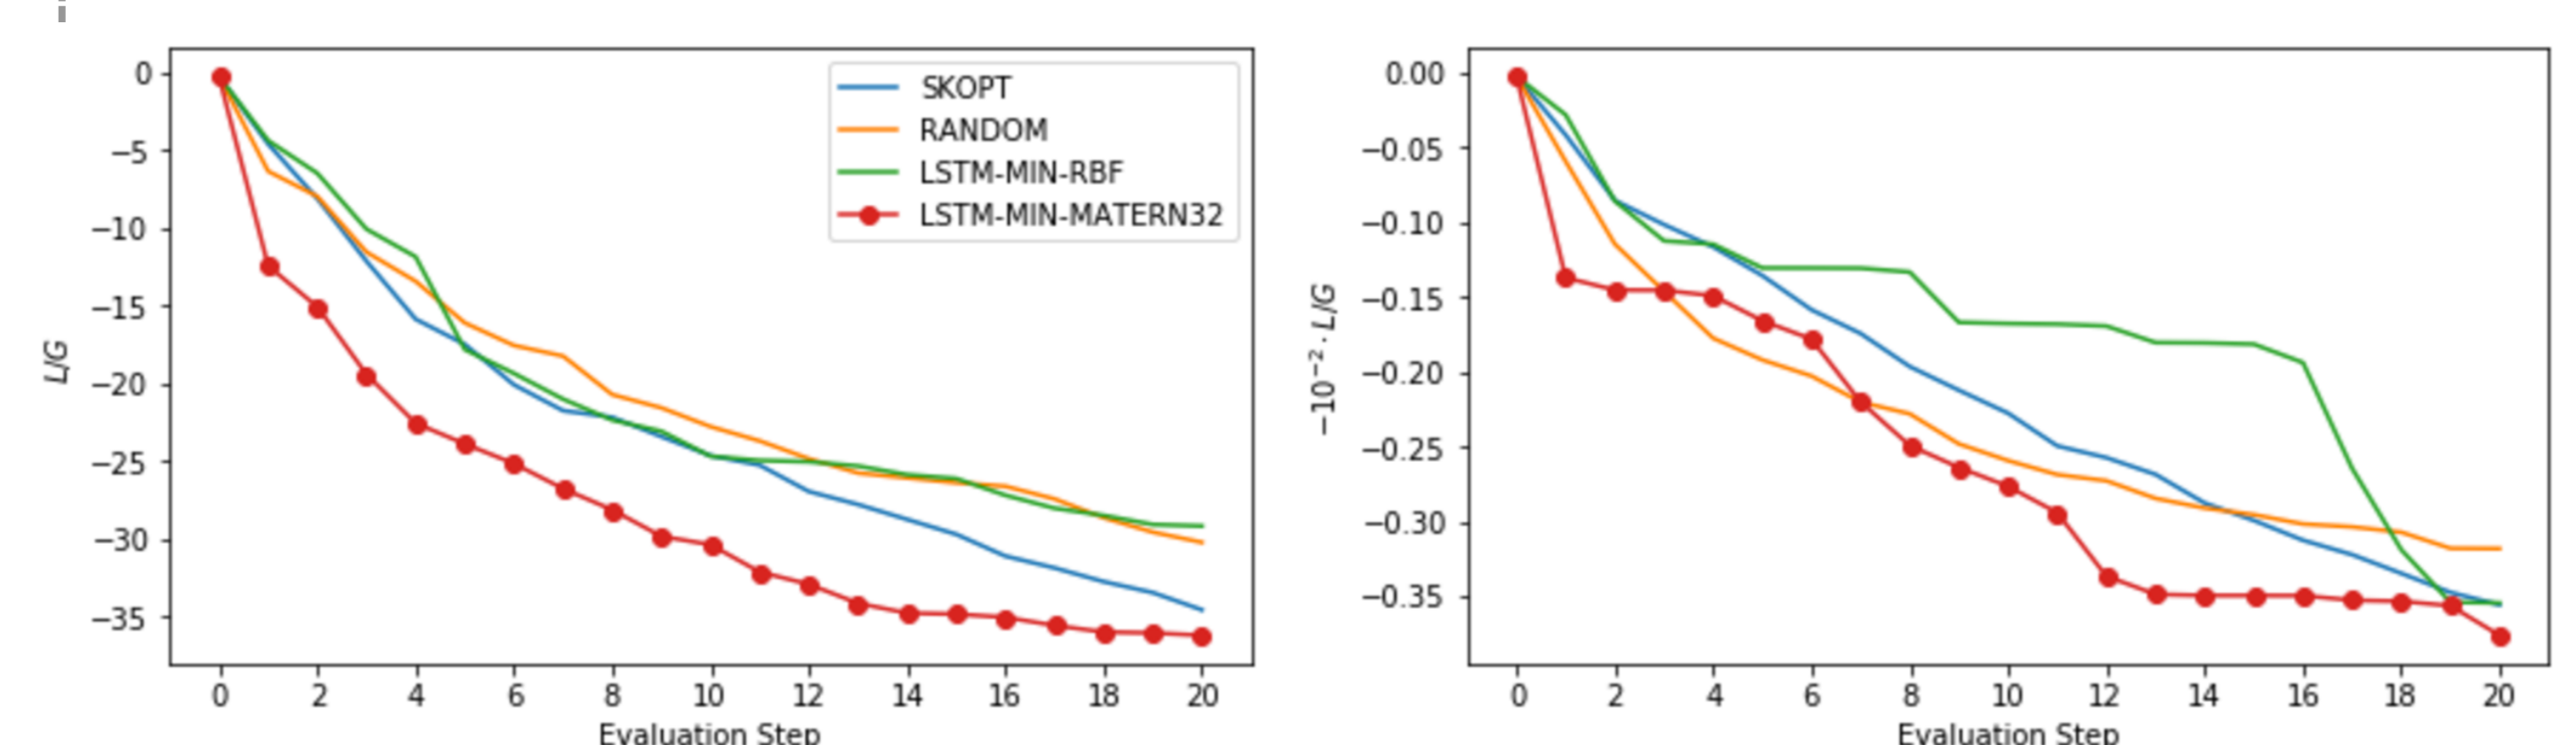 0
−5
−10
−15
−20
−25
−30
−35
L/G
SKOPT
RANDOM
LSTM-MIN-RBF
LSTM-MIN-MATERN32
0 2 4 6 8 10 12 14 16 18 20
Evaluation Step
0.00
−0.05
−0.10
−0.15
−0.20
−0.25
−0.30
−0.35
−10⁻² · L/G
0 2 4 6 8 10 12 14 16 18 20
Evaluation Step